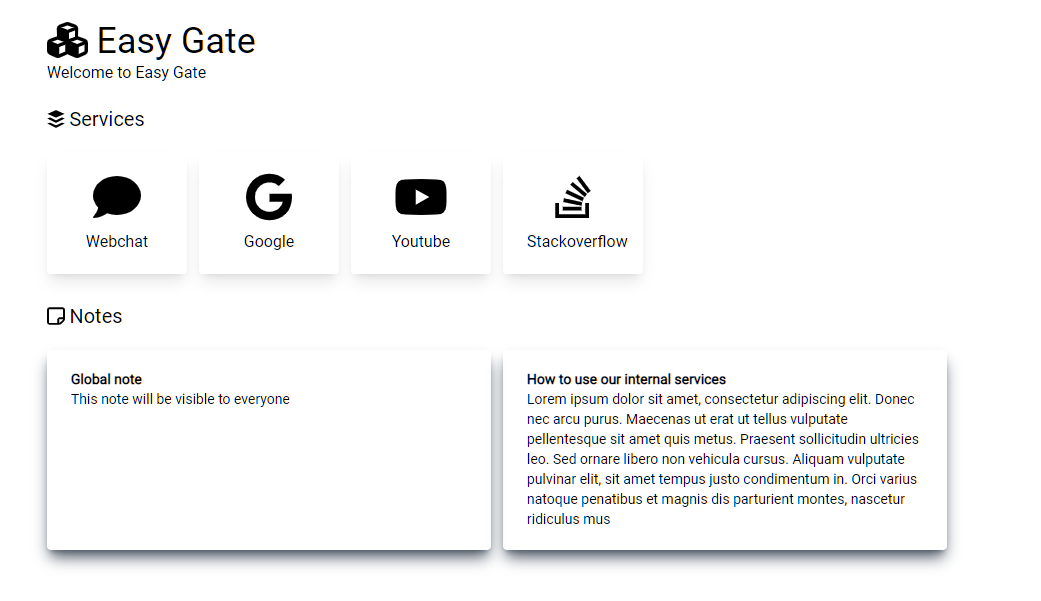 Easy Gate
Welcome to Easy Gate
Services
Webchat
Google
Youtube
Stackoverflow
Notes
Global note
This note will be visible to everyone
How to use our internal services
Lorem ipsum dolor sit amet, consectetur adipiscing elit. Donec
nec arcu purus. Maecenas ut erat ut tellus vulputate
pellentesque sit amet quis metus. Praesent sollicitudin ultricies
leo. Sed ornare libero non vehicula cursus. Aliquam vulputate
pulvinar elit, sit amet tempus justo condimentum in. Orci varius
natoque penatibus et magnis dis parturient montes, nascetur
ridiculus mus